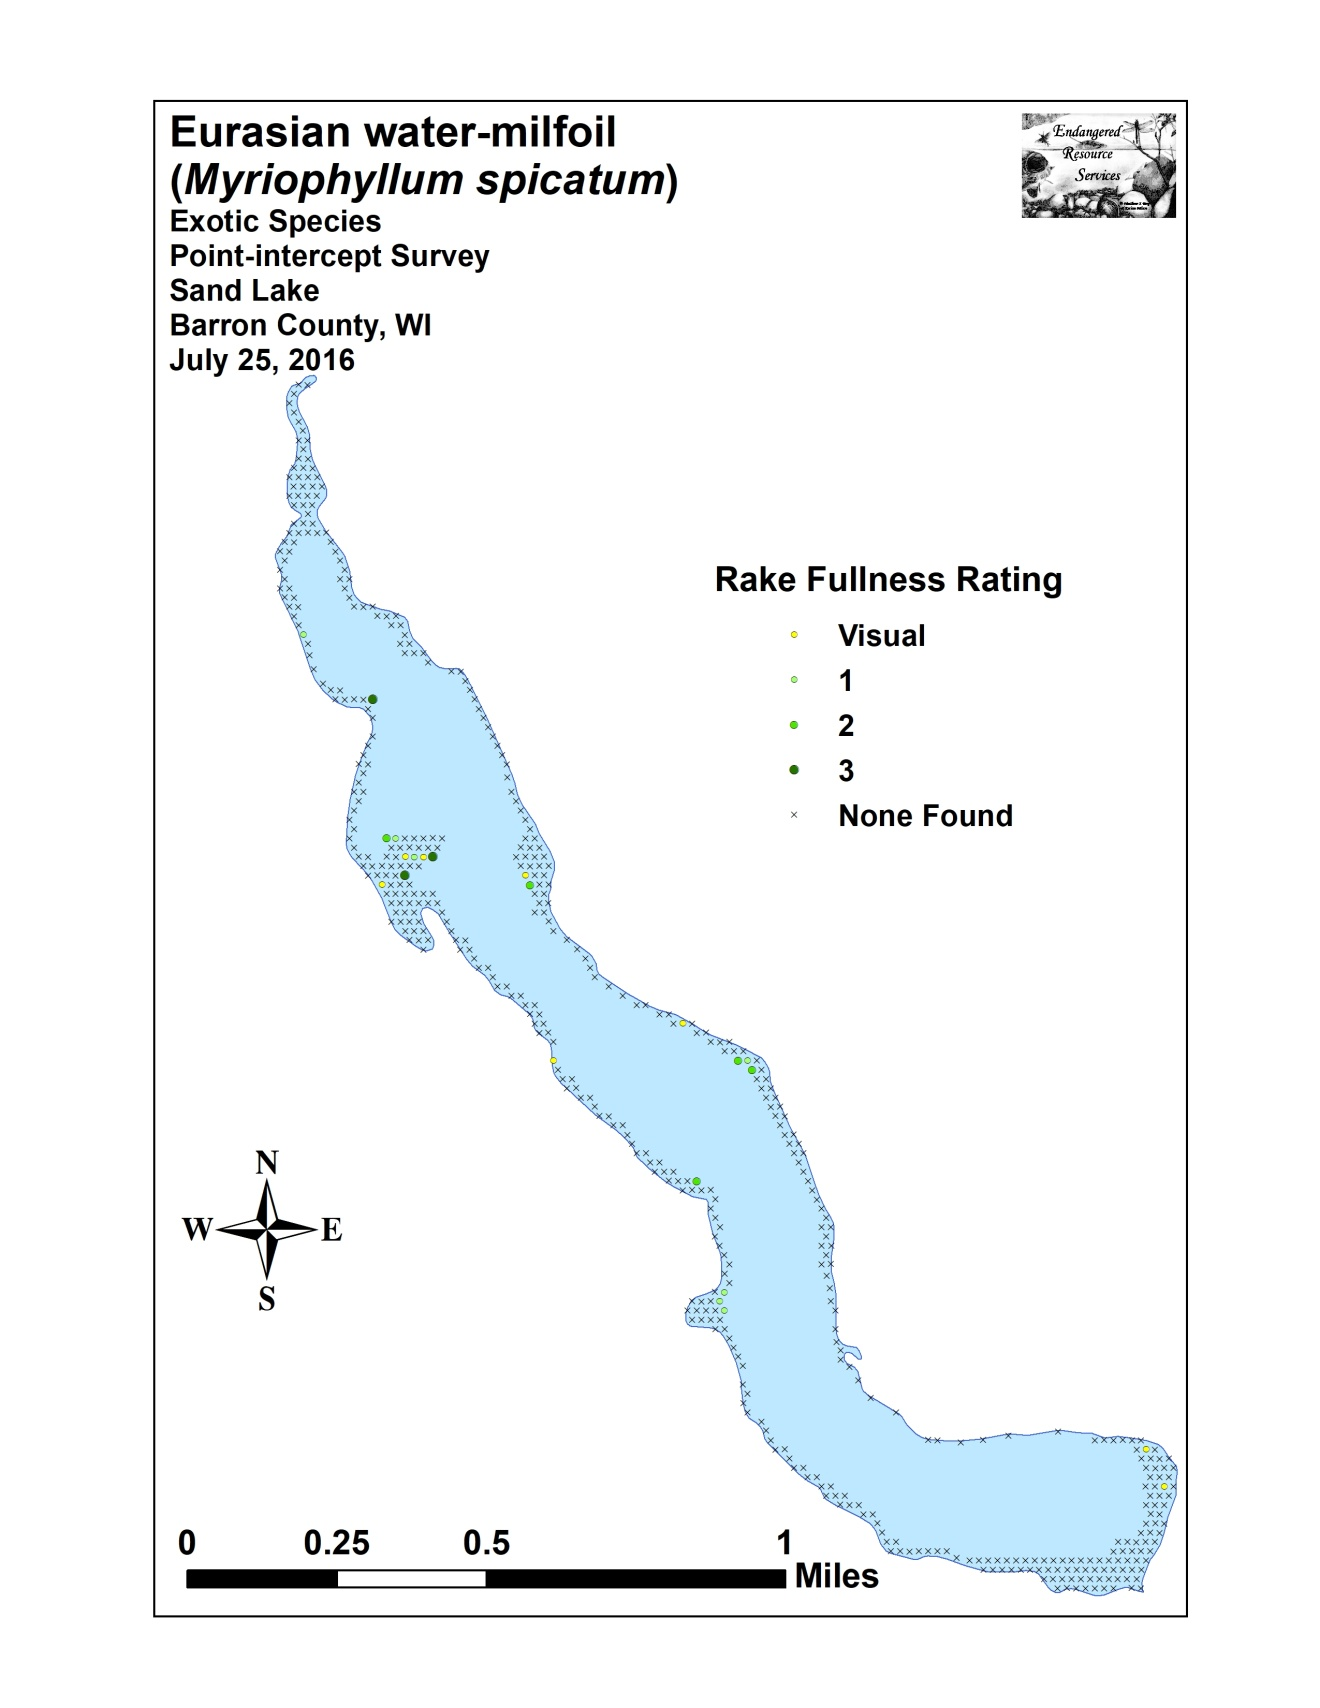 Eurasian water-milfoil
(Myriophyllum spicatum)
Exotic Species
Point-intercept Survey
Sand Lake
Barron County, WI
July 25, 2016
Endangered
Resource
Services
Rake Fullness Rating
Visual
1
2
3
None Found
N
W E
S
0 0.25 0.5 1
Miles